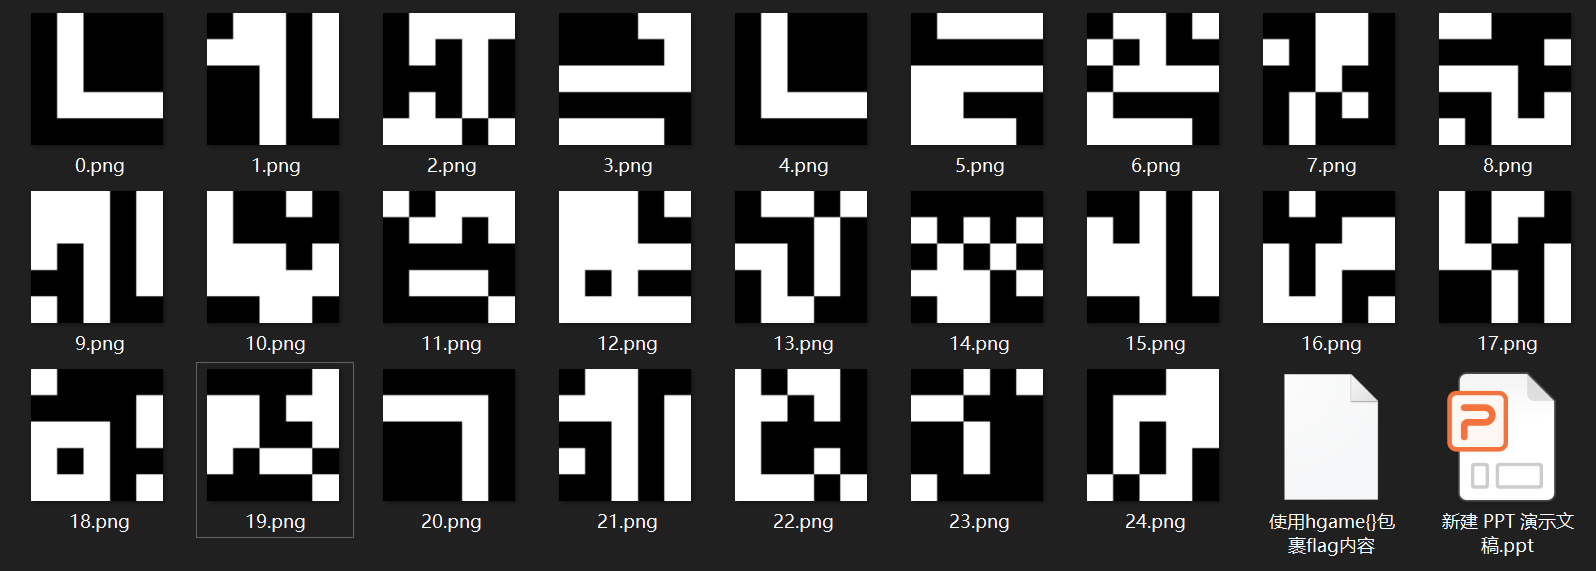 0.png
1.png
2.png
3.png
4.png
5.png
6.png
7.png
8.png
9.png
10.png
11.png
12.png
13.png
14.png
15.png
16.png
17.png
18.png
19.png
20.png
21.png
22.png
23.png
24.png
使用hgame{}包
裹flag内容
新建 PPT 演示文
稿.ppt